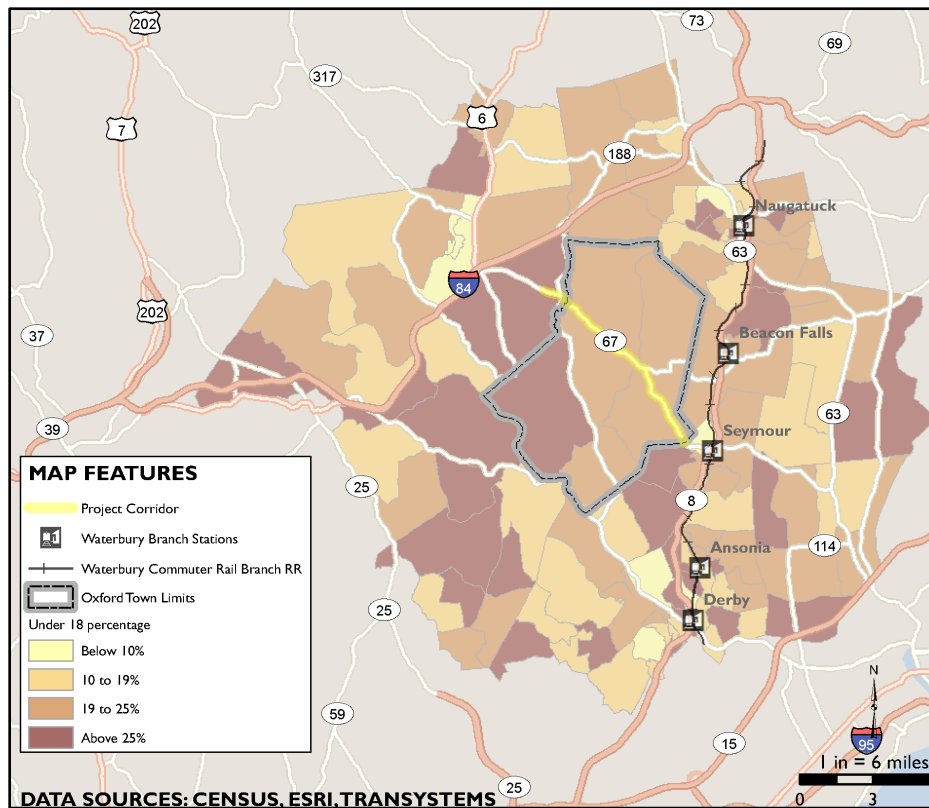 73
202
69
317
7
6
188
Naugatuck
63
84
202
37
67
Beacon Falls
63
39
Seymour
MAP FEATURES
25
Project Corridor
8
Waterbury Branch Stations
114
Ansonia
Waterbury Commuter Rail Branch RR
Oxford Town Limits
Derby
25
Under 18 percentage
Below 10%
10 to 19%
N
19 to 25%
59
Above 25%
15
95
1 in = 6 miles
25
0 3
DATA SOURCES: CENSUS, ESRI, TRANSYSTEMS